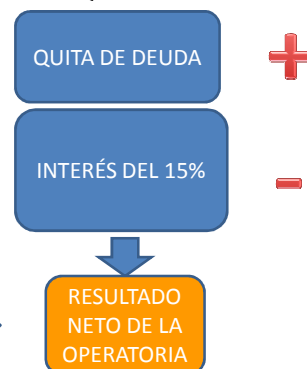 QUITA DE DEUDA
INTERÉS DEL 15%
RESULTADO
NETO DE LA
OPERATORIA